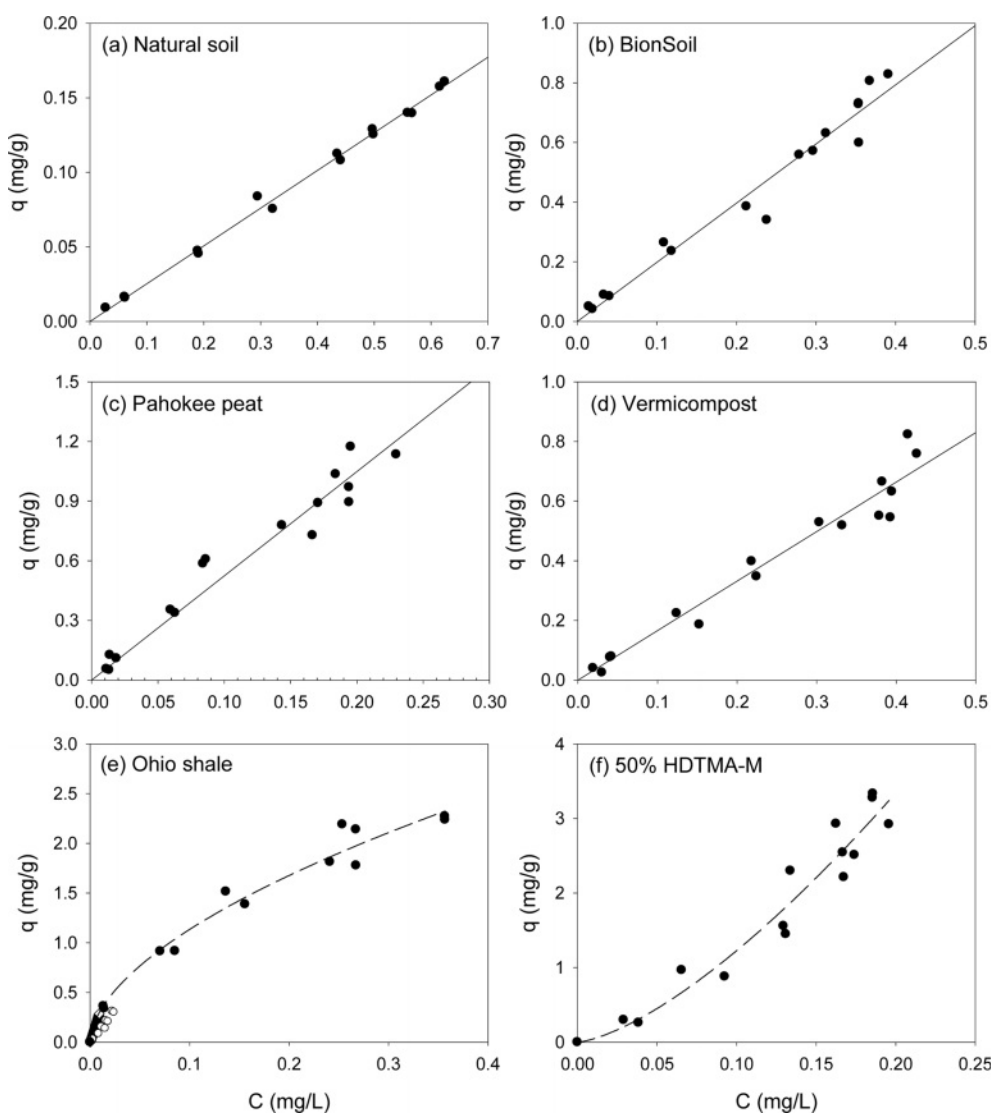 (a) Natural soil
q (mg/g)
0.20
0.15
0.10
0.05
0.00
0.0 0.1 0.2 0.3 0.4 0.5 0.6 0.7
(b) BionSoil
q (mg/g)
1.0
0.8
0.6
0.4
0.2
0.0
0.0 0.1 0.2 0.3 0.4 0.5
(c) Pahokee peat
q (mg/g)
1.5
1.2
0.9
0.6
0.3
0.0
0.00 0.05 0.10 0.15 0.20 0.25 0.30
(d) Vermicompost
q (mg/g)
1.0
0.8
0.6
0.4
0.2
0.0
0.0 0.1 0.2 0.3 0.4 0.5
(e) Ohio shale
q (mg/g)
3.0
2.5
2.0
1.5
1.0
0.5
0.0
0.0 0.1 0.2 0.3 0.4
C (mg/L)
(f) 50% HDTMA-M
q (mg/g)
4
3
2
1
0
0.00 0.05 0.10 0.15 0.20 0.25
C (mg/L)